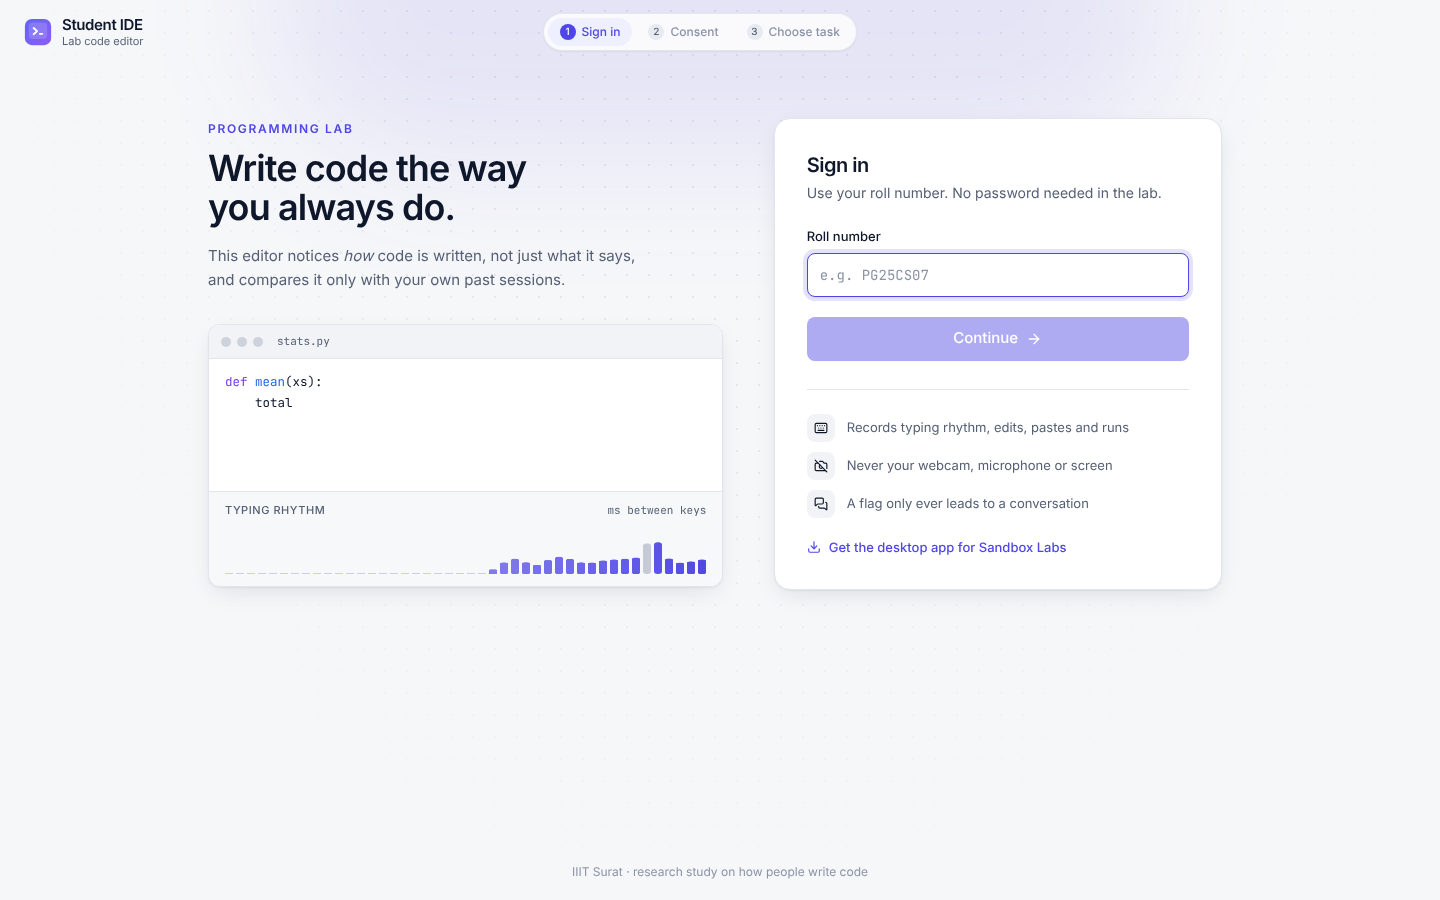 Student IDE
Lab code editor
1 Sign in
2 Consent
3 Choose task
PROGRAMMING LAB
Write code the way
you always do.
This editor notices how code is written, not just what it says,
and compares it only with your own past sessions.
stats.py
def mean(xs):
    total
TYPING RHYTHM
ms between keys
Sign in
Use your roll number. No password needed in the lab.
Roll number
e.g. PG25CS07
Continue →
Records typing rhythm, edits, pastes and runs
Never your webcam, microphone or screen
A flag only ever leads to a conversation
Get the desktop app for Sandbox Labs
IIIT Surat · research study on how people write code